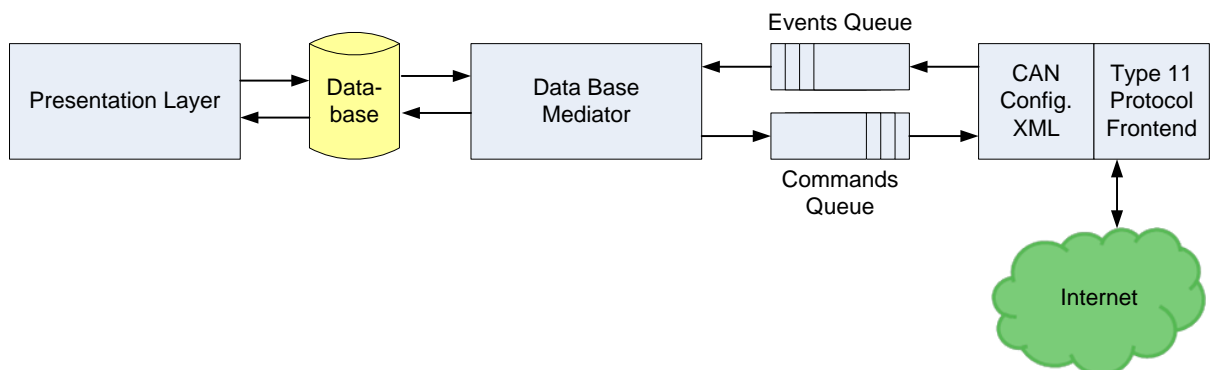 Events Queue
Presentation Layer
Data-
base
Data Base
Mediator
CAN
Config.
XML
Type 11
Protocol
Frontend
Commands
Queue
Internet